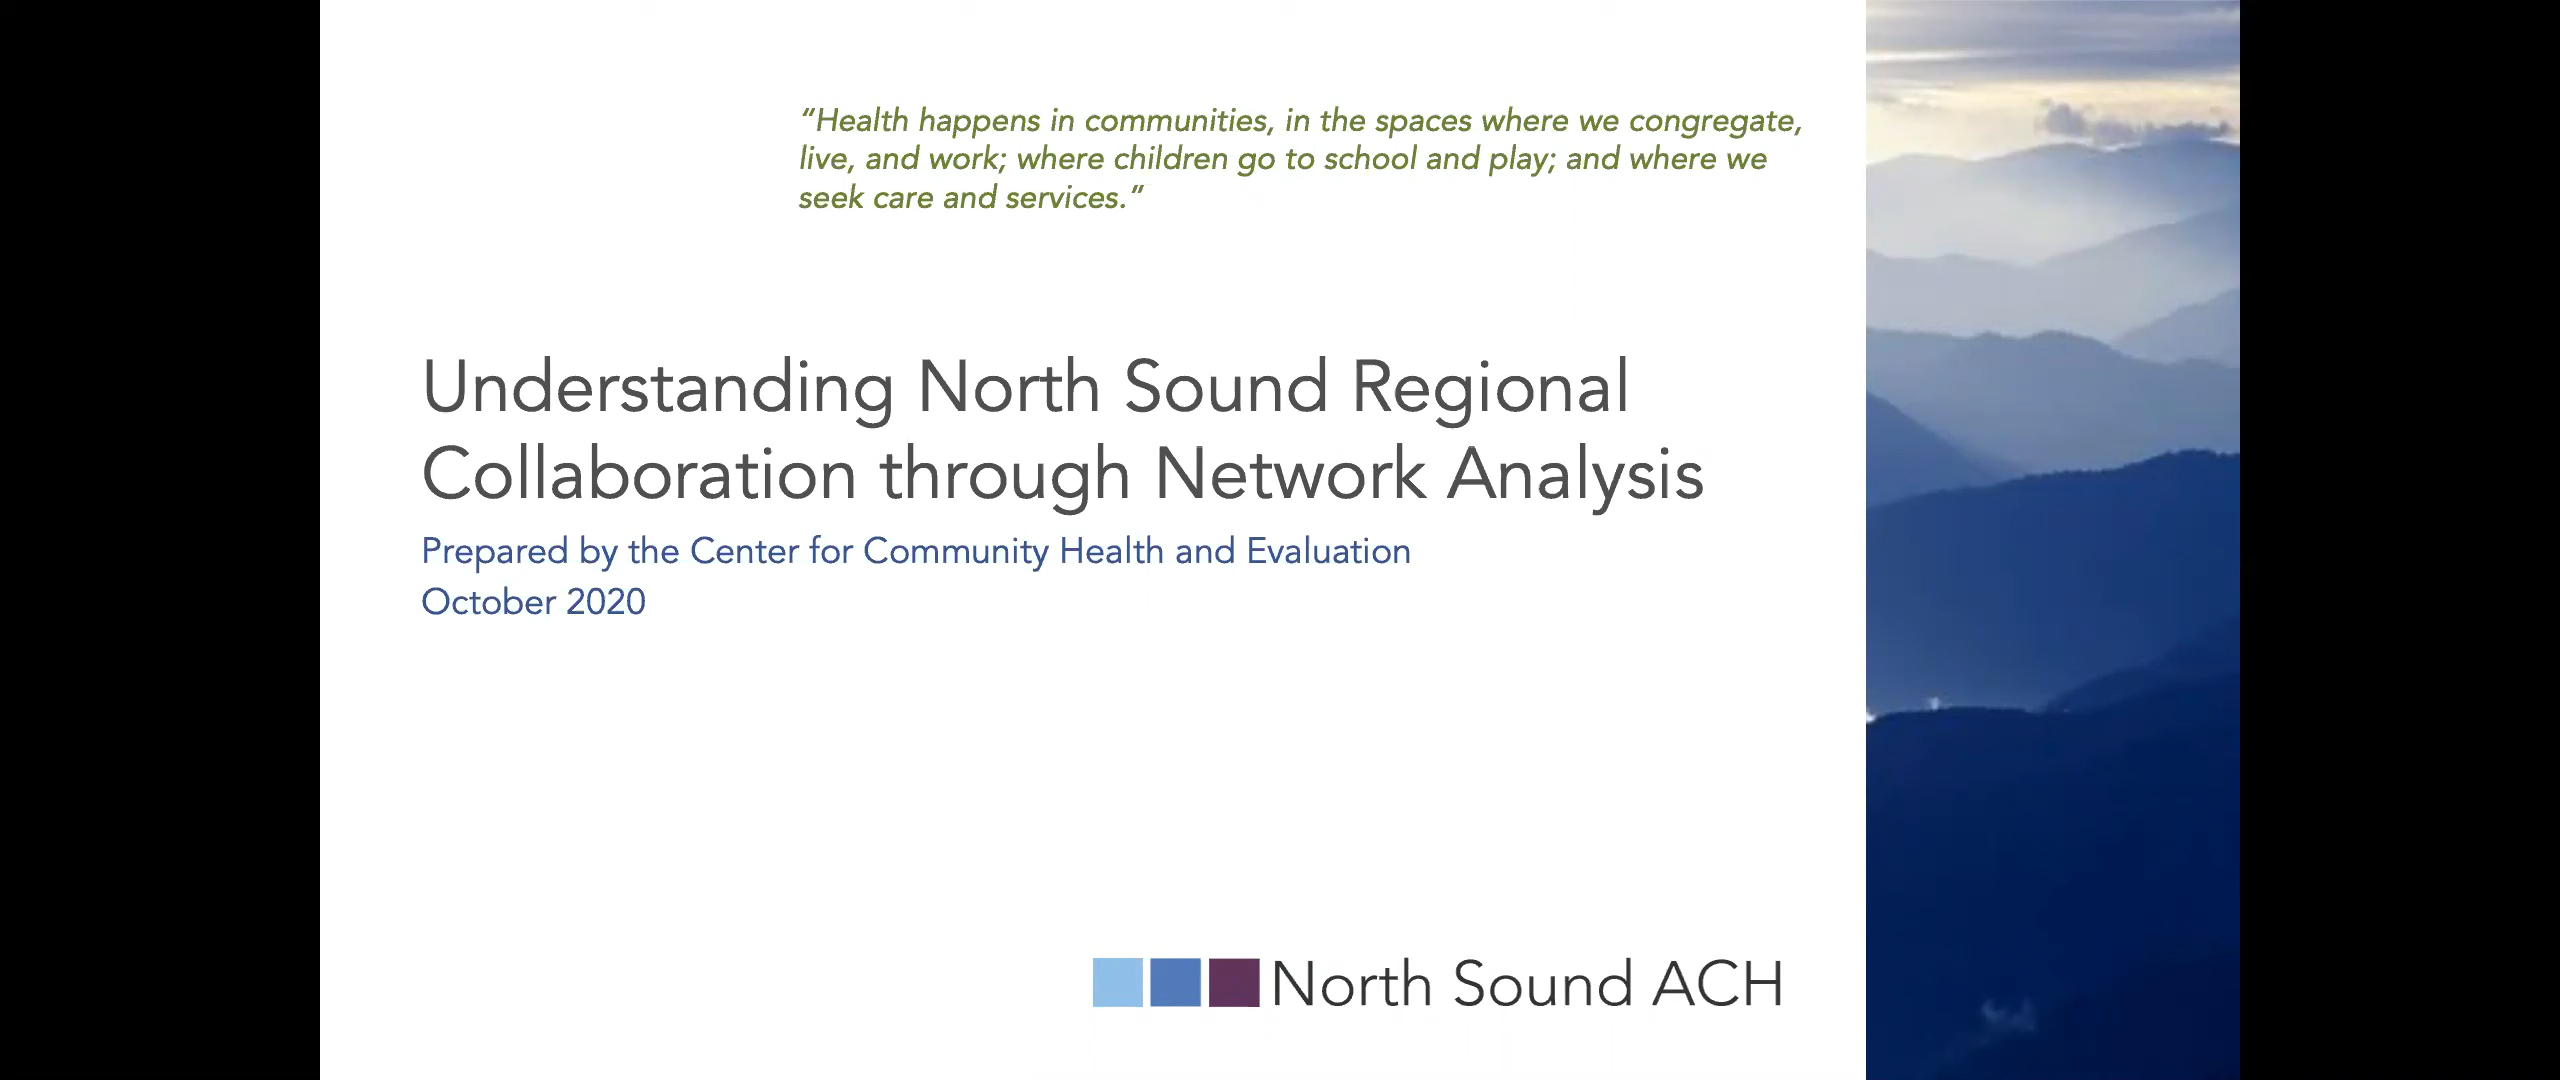 “Health happens in communities, in the spaces where we congregate,
live, and work; where children go to school and play; and where we
seek care and services.”
Understanding North Sound Regional
Collaboration through Network Analysis
Prepared by the Center for Community Health and Evaluation
October 2020
North Sound ACH